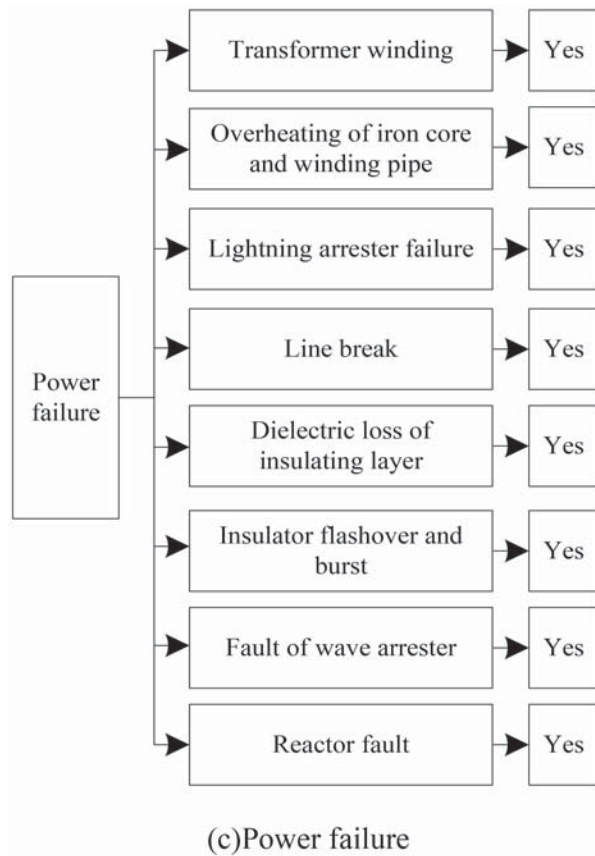 Transformer winding
Yes
Overheating of iron core
and winding pipe
Yes
Lightning arrester failure
Yes
Line break
Yes
Power
failure
Dielectric loss of
insulating layer
Yes
Insulator flashover and
burst
Yes
Fault of wave arrester
Yes
Reactor fault
Yes
(c)Power failure